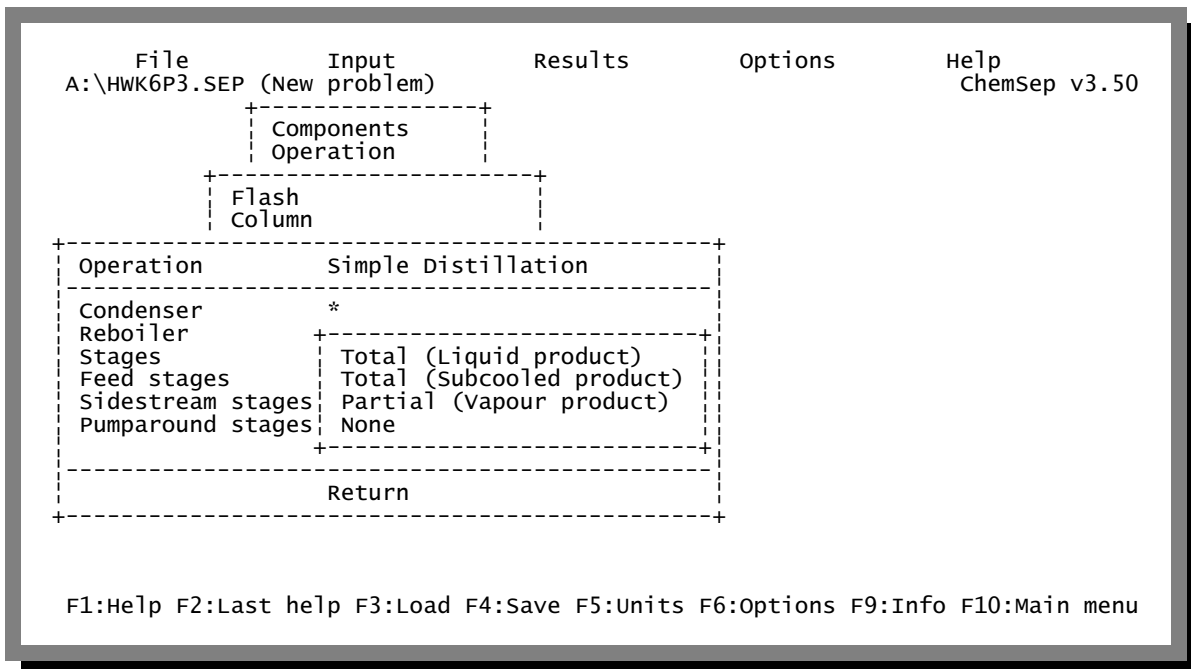 File Input Results Options Help
A:\HWK6P3.SEP (New problem) ChemSep v3.50
Components
Operation
Flash
Column
Operation Simple Distillation
Condenser *
Reboiler
Stages Total (Liquid product)
Feed stages Total (Subcooled product)
Sidestream stages Partial (Vapour product)
Pumparound stages None
Return
F1:Help F2:Last help F3:Load F4:Save F5:Units F6:Options F9:Info F10:Main menu